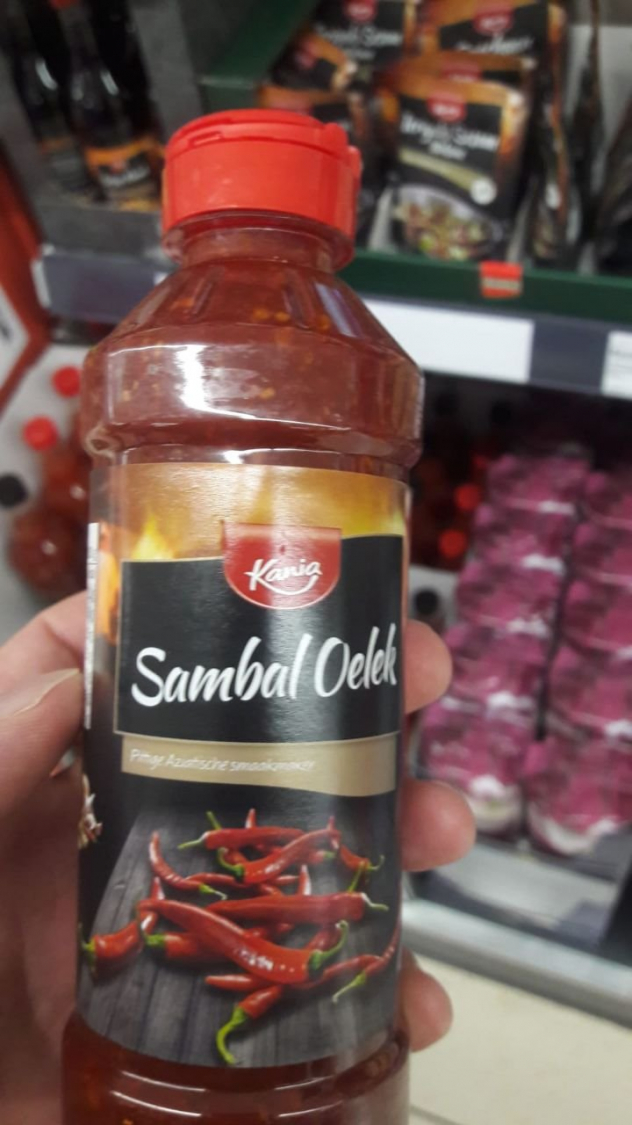 Kania
Sambal Oelek
Pittige Aziatische smaakmaker